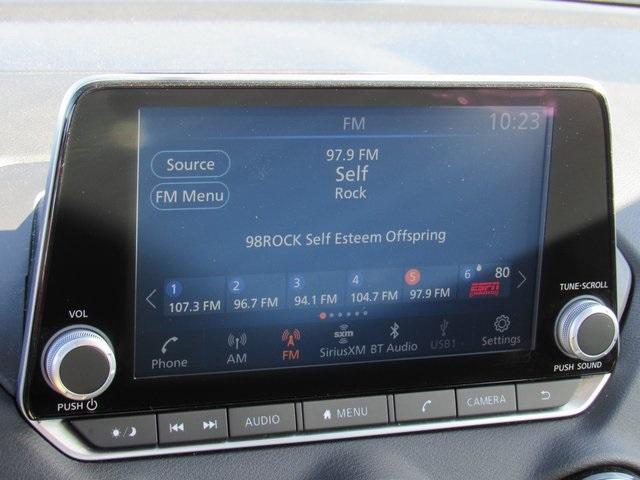 FM
10:23
Source
97.9 FM
Self
FM Menu
Rock
98ROCK Self Esteem Offspring
1 2 3 4 5 6 80
107.3 FM 96.7 FM 94.1 FM 104.7 FM 97.9 FM ESPN
Phone AM FM SiriusXM BT Audio USB1 Settings
sxm
VOL
PUSH
TUNE·SCROLL
PUSH SOUND
AUDIO MENU CAMERA